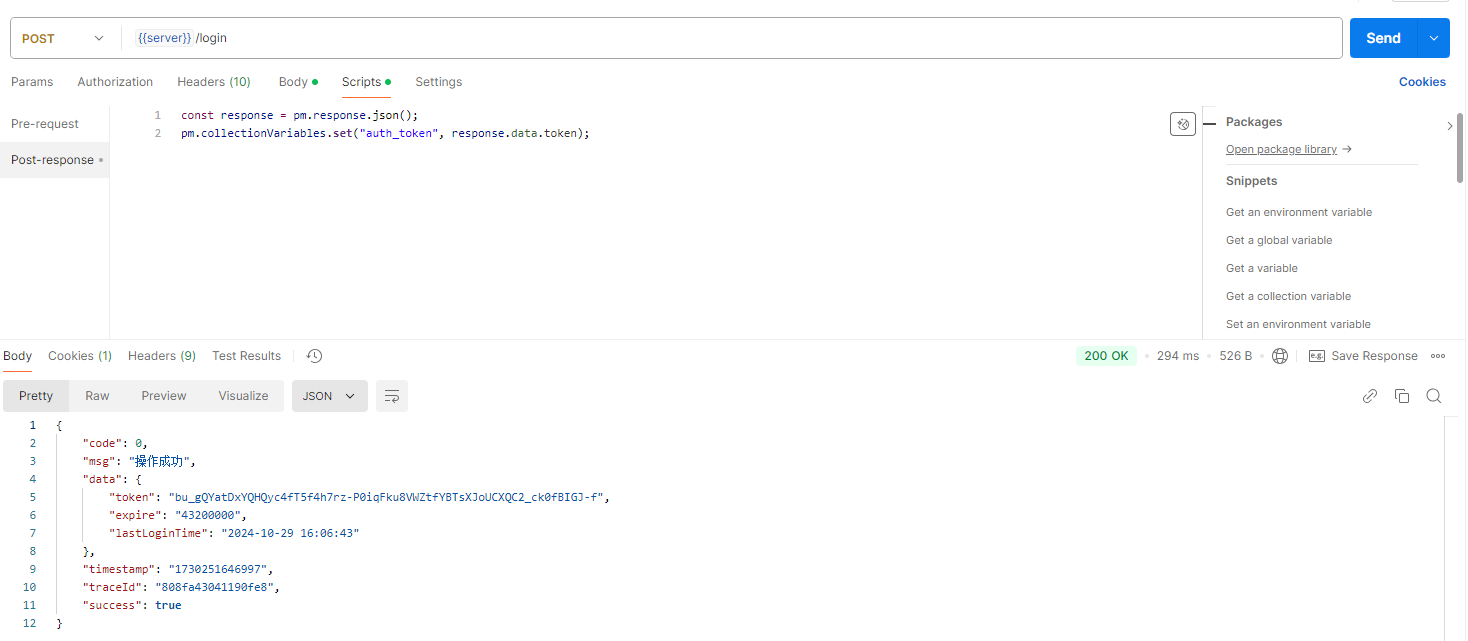 POST {{server}} /login Send
Params Authorization Headers (10) Body Scripts Settings Cookies
Pre-request
Post-response
1 const response = pm.response.json();
2 pm.collectionVariables.set("auth_token", response.data.token);
Packages
Open package library →
Snippets
Get an environment variable
Get a global variable
Get a variable
Get a collection variable
Set an environment variable
Body Cookies (1) Headers (9) Test Results 200 OK • 294 ms • 526 B e.g. Save Response
Pretty Raw Preview Visualize JSON
1 {
2 "code": 0,
3 "msg": "操作成功",
4 "data": {
5 "token": "bu_gQYatDxYQHQyc4fT5f4h7rz-P0iqFku8VWZtfYBTsXJoUCXQC2_ck0fBIGJ-f",
6 "expire": "43200000",
7 "lastLoginTime": "2024-10-29 16:06:43"
8 },
9 "timestamp": "1730251646997",
10 "traceId": "808fa43041190fe8",
11 "success": true
12 }